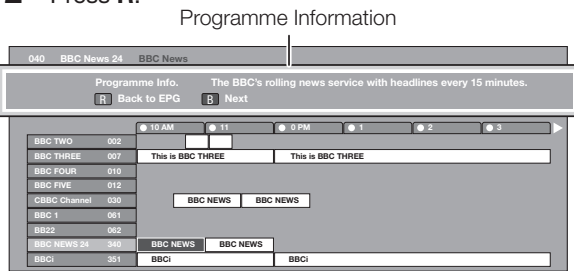 2 Press R.
Programme Information
040 BBC News 24 BBC News
Programme Info. The BBC's rolling news service with headlines every 15 minutes.
R Back to EPG B Next
10 AM 11 0 PM 1 2 3
BBC TWO 002
BBC THREE 007 This is BBC THREE This is BBC THREE
BBC FOUR 010
BBC FIVE 012
CBBC Channel 030 BBC NEWS BBC NEWS
BBC 1 061
BB22 062
BBC NEWS 24 340 BBC NEWS BBC NEWS
BBCi 351 BBCi BBCi